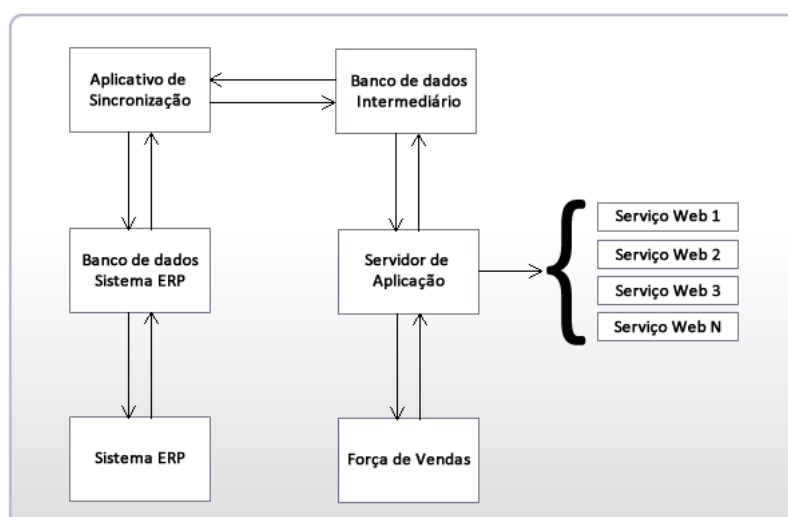 Aplicativo de
Sincronização
Banco de dados
Intermediário
Banco de dados
Sistema ERP
Servidor de
Aplicação
Serviço Web 1
Serviço Web 2
Serviço Web 3
Serviço Web N
Sistema ERP
Força de Vendas